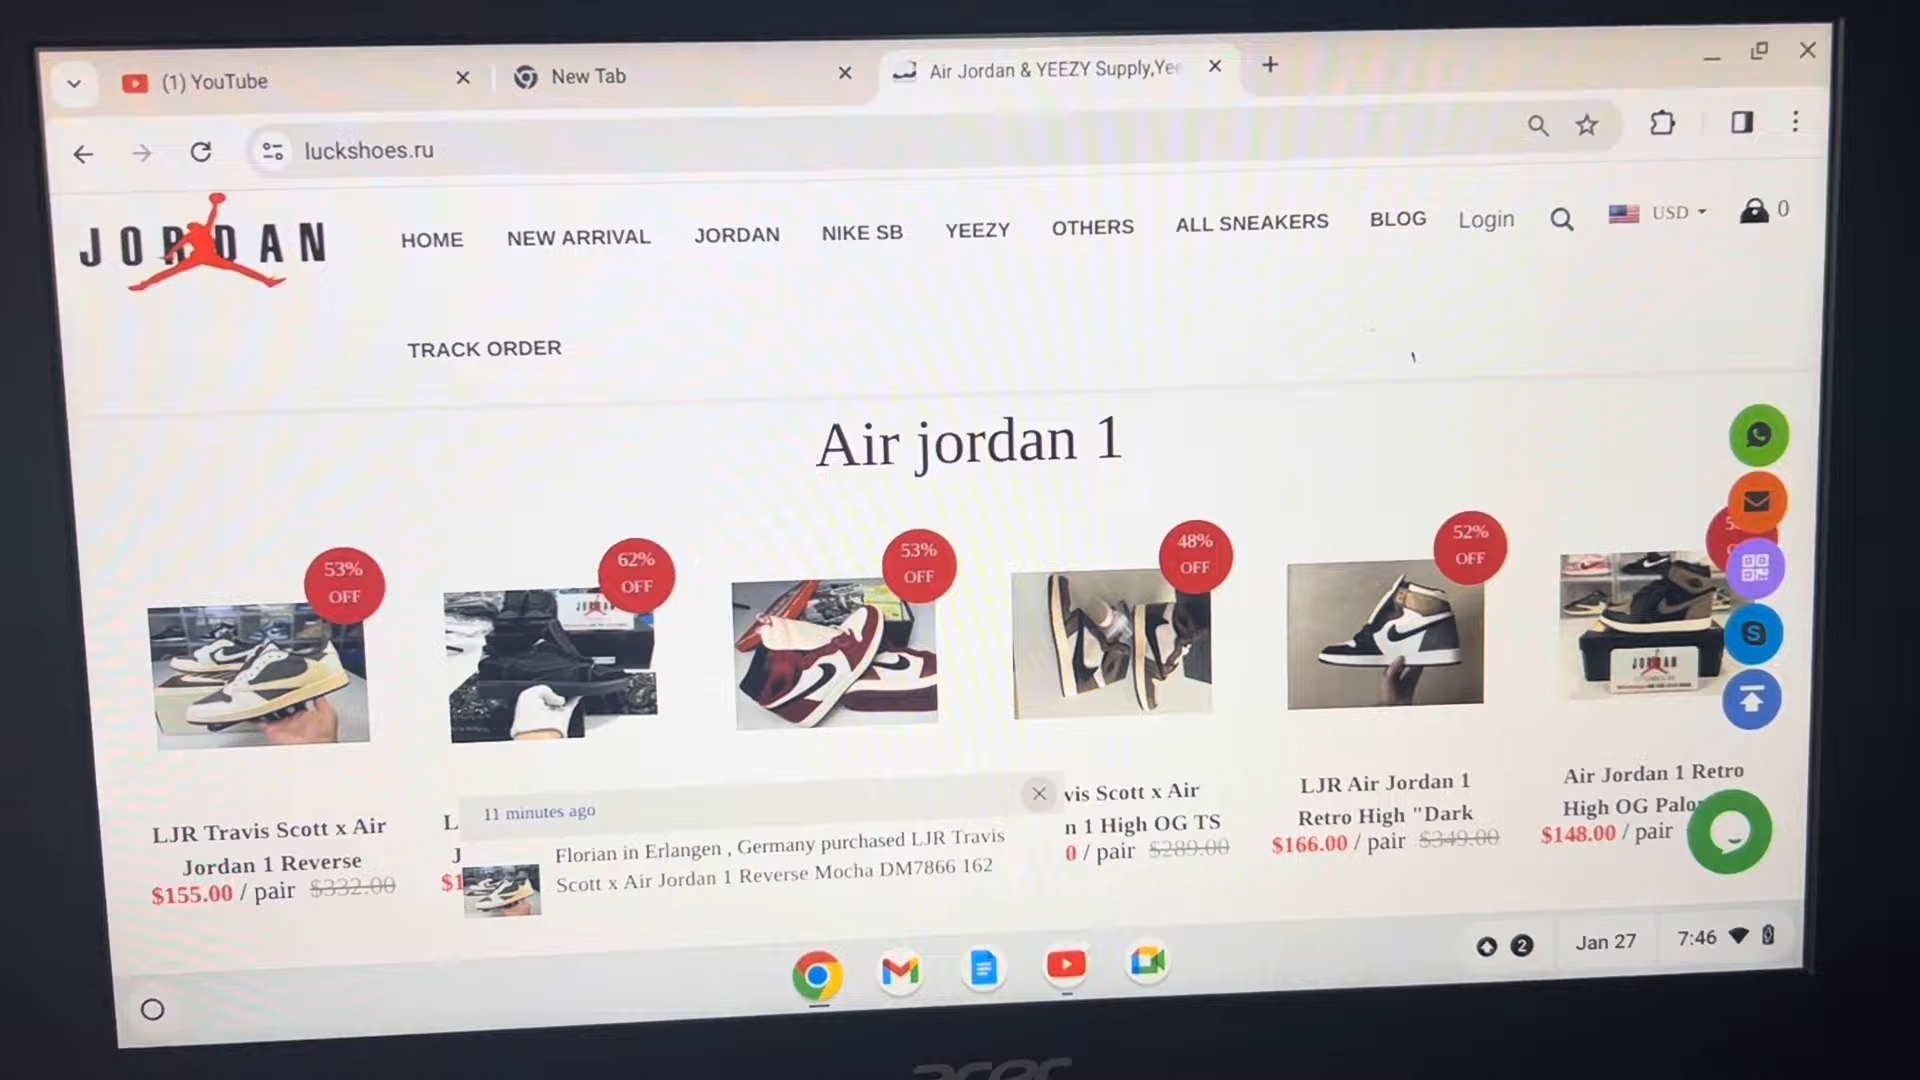 (1) YouTube
New Tab
Air Jordan & YEEZY Supply,Yee
luckshoes.ru
JORDAN
HOME
NEW ARRIVAL
JORDAN
NIKE SB
YEEZY
OTHERS
ALL SNEAKERS
BLOG
Login
USD
0
TRACK ORDER
Air jordan 1
53%
OFF
62%
OFF
53%
OFF
48%
OFF
52%
OFF
JORDAN
LJR Travis Scott x Air
Jordan 1 Reverse
$155.00 / pair $332.00
L
J
$1
11 minutes ago
Florian in Erlangen , Germany purchased LJR Travis
Scott x Air Jordan 1 Reverse Mocha DM7866 162
vis Scott x Air
n 1 High OG TS
0 / pair $289.00
LJR Air Jordan 1
Retro High "Dark
$166.00 / pair $349.00
Air Jordan 1 Retro
High OG Palo
$148.00 / pair
2
Jan 27
7:46
acer